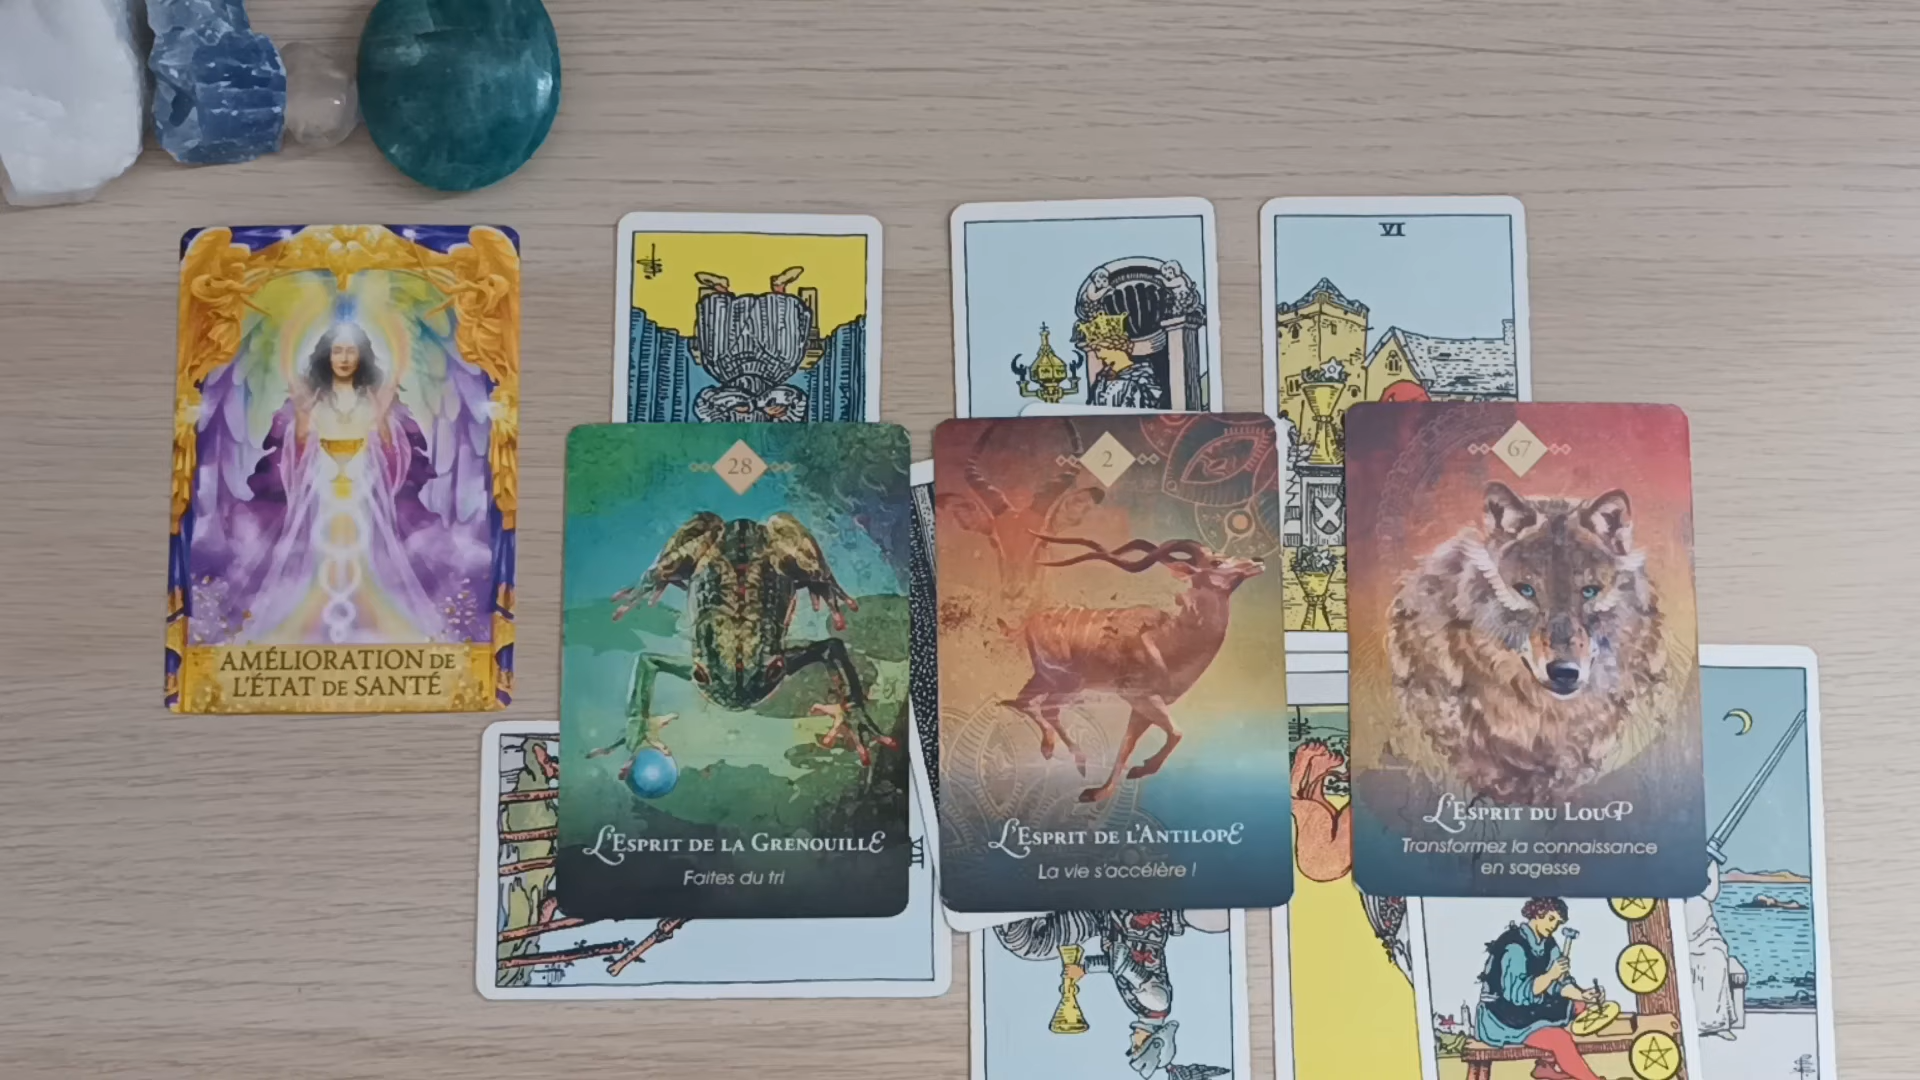 VI
AMÉLIORATION DE
L'ÉTAT DE SANTÉ
28
L'ESPRIT DE LA GRENOUILLE
Faites du tri
2
L'ESPRIT DE L'ANTILOPE
La vie s'accélère !
67
L'ESPRIT DU LOUP
Transformez la connaissance
en sagesse